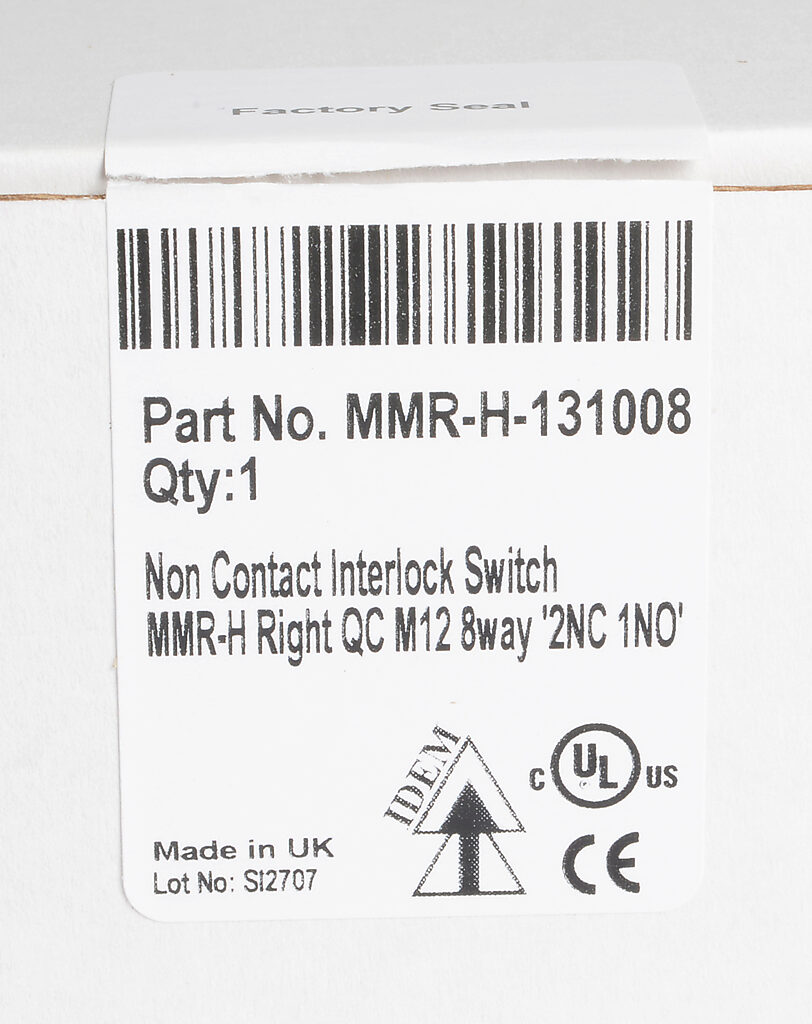 Factory Seal
Part No. MMR-H-131008
Qty:1
Non Contact Interlock Switch
MMR-H Right QC M12 8way '2NC 1NO'
IDEM
C UL US
CE
Made in UK
Lot No: SI2707